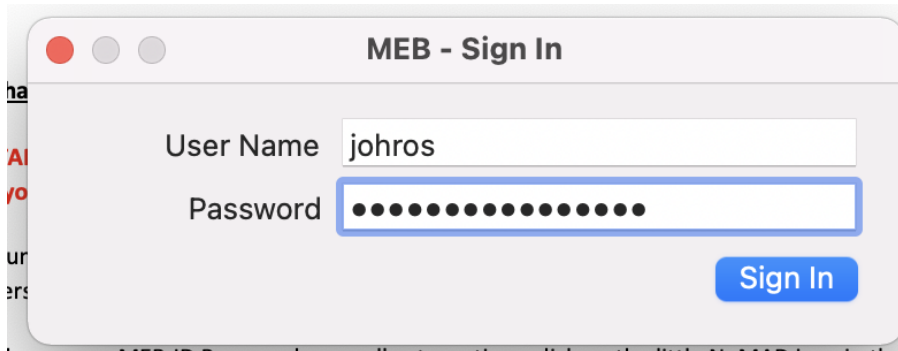 MEB - Sign In
User Name johros
Password ●●●●●●●●●●●●●●●●
Sign In